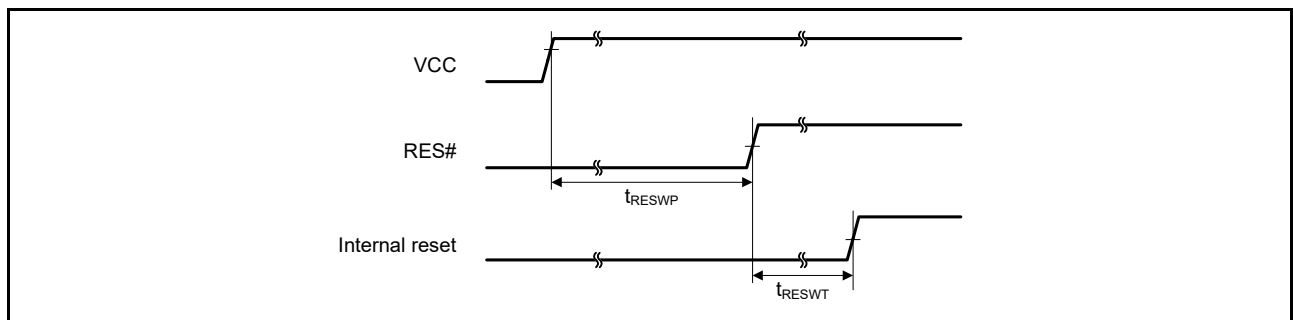 VCC
RES#
tRESWP
Internal reset
tRESWT